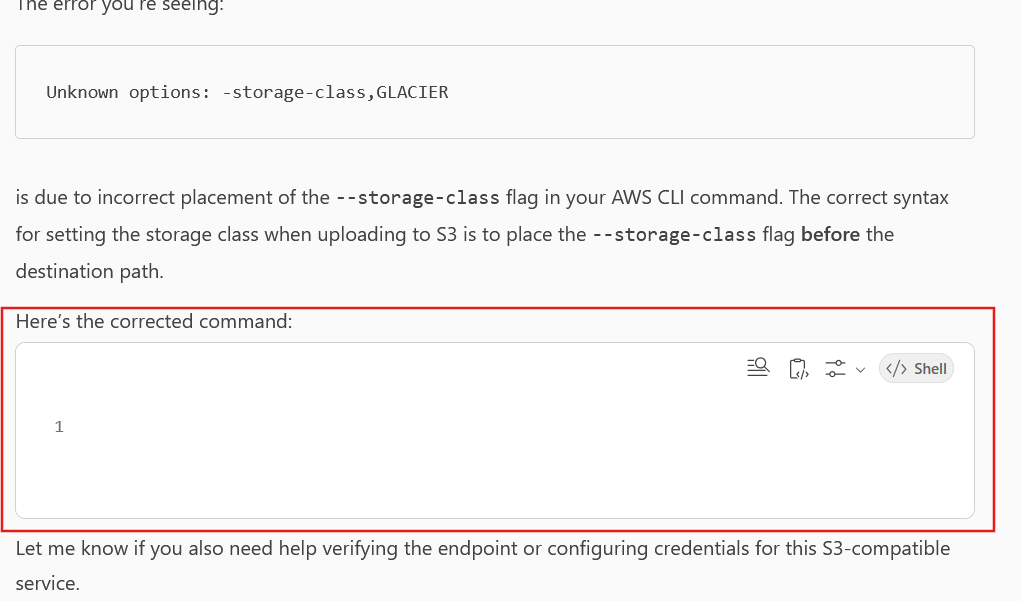 The error you're seeing:
Unknown options: -storage-class,GLACIER
is due to incorrect placement of the --storage-class flag in your AWS CLI command. The correct syntax
for setting the storage class when uploading to S3 is to place the --storage-class flag before the
destination path.
Here's the corrected command:
</> Shell
1
Let me know if you also need help verifying the endpoint or configuring credentials for this S3-compatible
service.